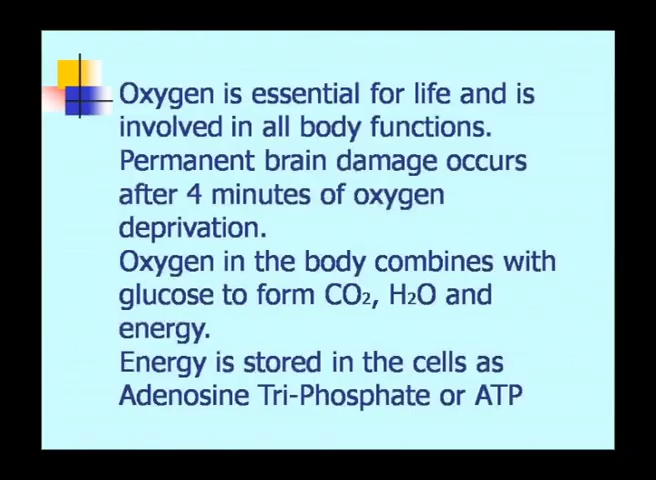 Oxygen is essential for life and is
involved in all body functions.
Permanent brain damage occurs
after 4 minutes of oxygen
deprivation.
Oxygen in the body combines with
glucose to form CO₂, H₂O and
energy.
Energy is stored in the cells as
Adenosine Tri-Phosphate or ATP